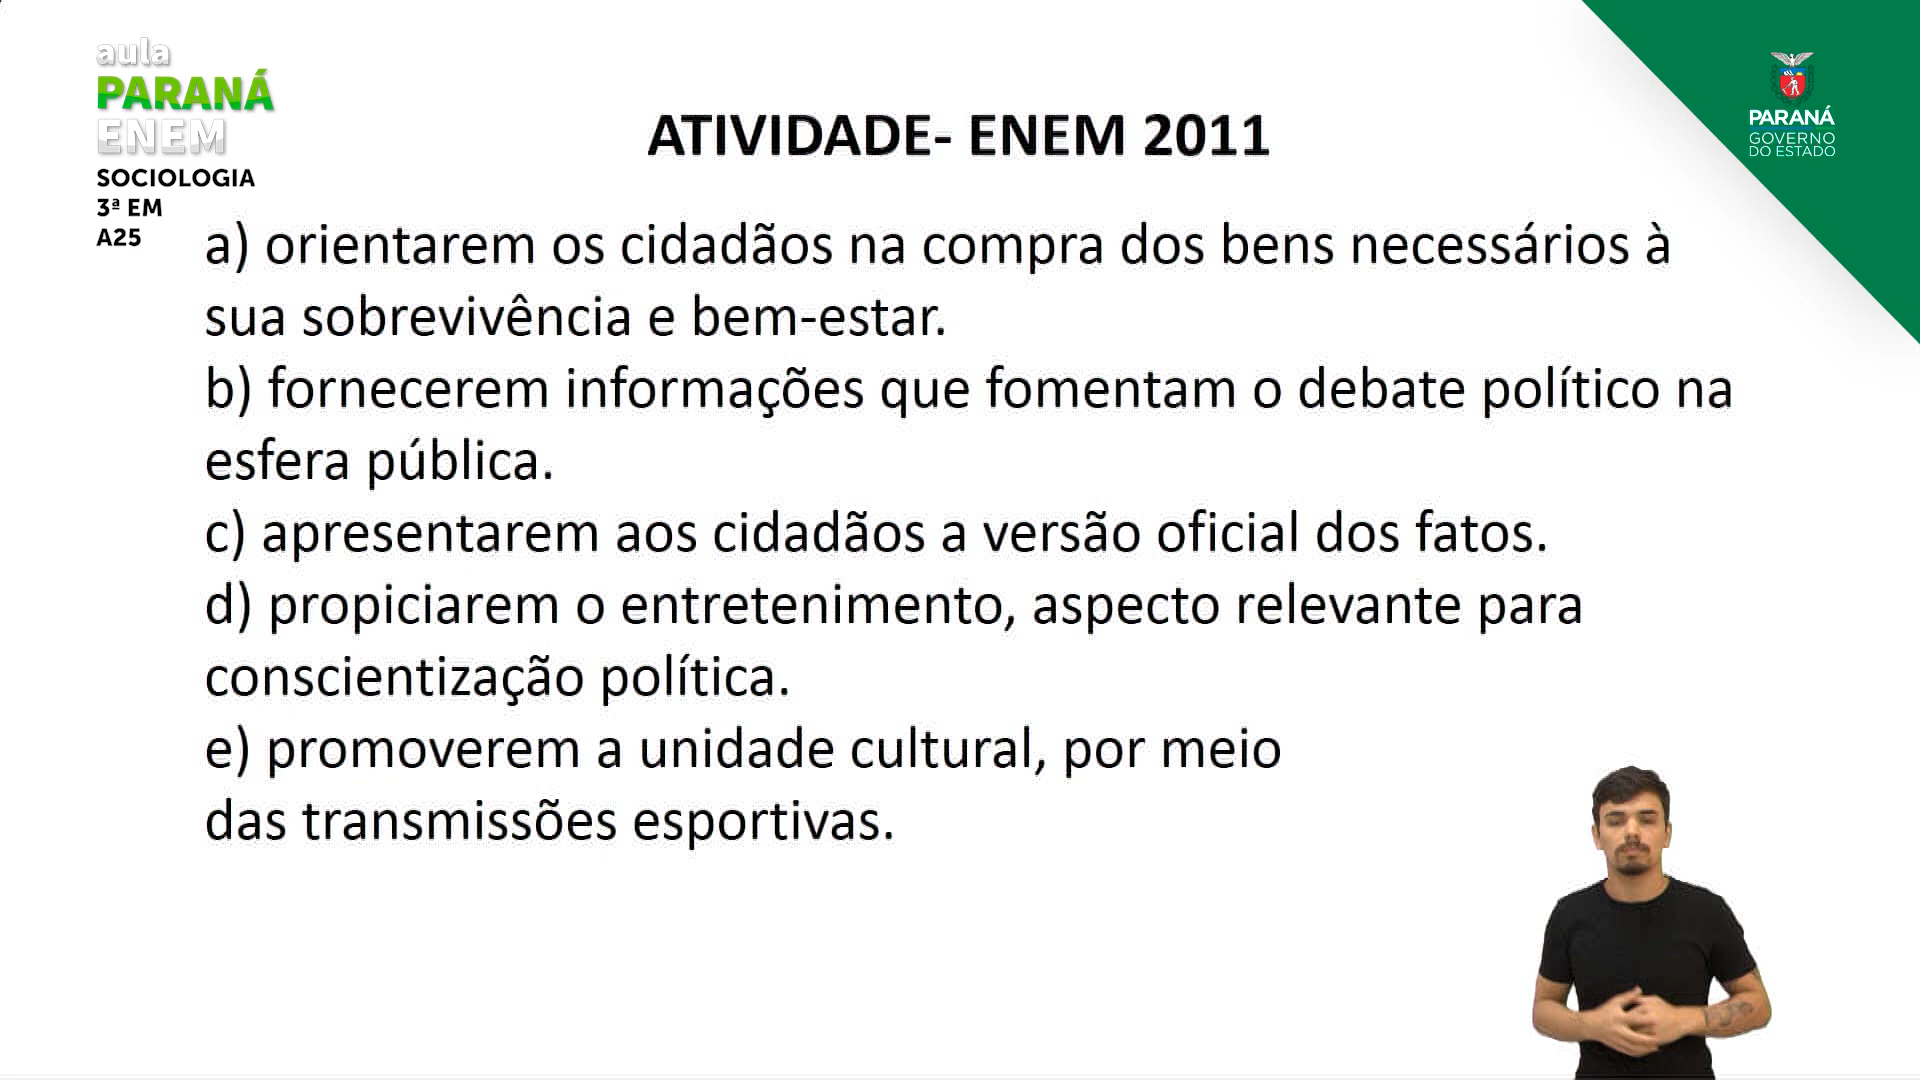 aula
PARANÁ
ENEM
SOCIOLOGIA
3ª EM
A25
PARANÁ
GOVERNO
DO ESTADO
ATIVIDADE- ENEM 2011
a) orientarem os cidadãos na compra dos bens necessários à
sua sobrevivência e bem-estar.
b) fornecerem informações que fomentam o debate político na
esfera pública.
c) apresentarem aos cidadãos a versão oficial dos fatos.
d) propiciarem o entretenimento, aspecto relevante para
conscientização política.
e) promoverem a unidade cultural, por meio
das transmissões esportivas.